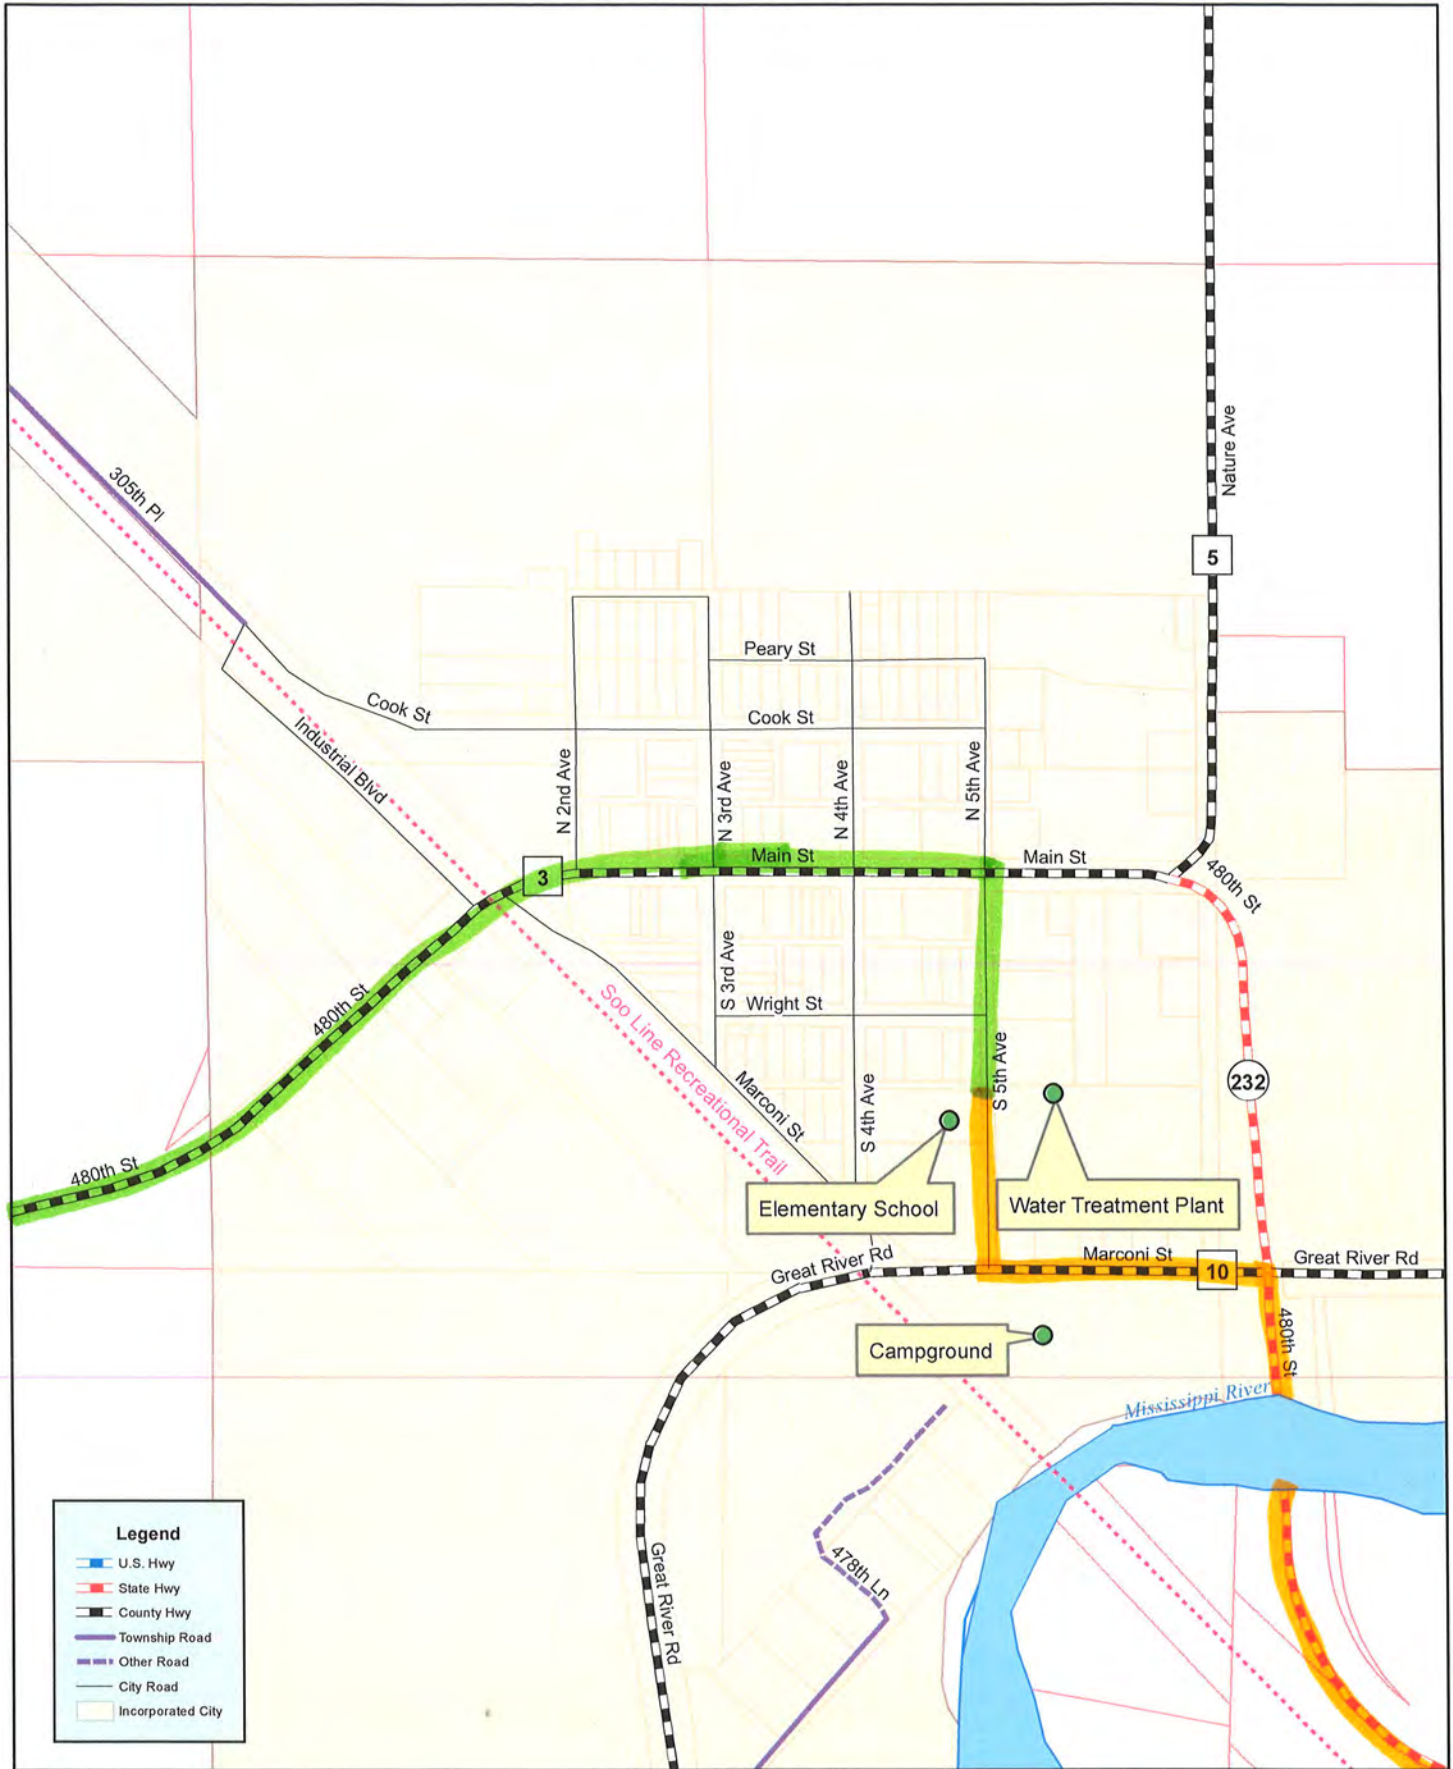 Nature Ave
305th Pl
5
Peary St
Cook St
Cook St
Industrial Blvd
N 2nd Ave
N 3rd Ave
N 4th Ave
N 5th Ave
Main St
Main St
3
480th St
480th St
S 3rd Ave
Wright St
Soo Line Recreational Trail
S 5th Ave
232
Marconi St
S 4th Ave
480th St
Elementary School
Water Treatment Plant
Great River Rd
Marconi St
10
Great River Rd
480th St
Campground
Mississippi River
478th Ln
Great River Rd
Legend
U.S. Hwy
State Hwy
County Hwy
Township Road
Other Road
City Road
Incorporated City